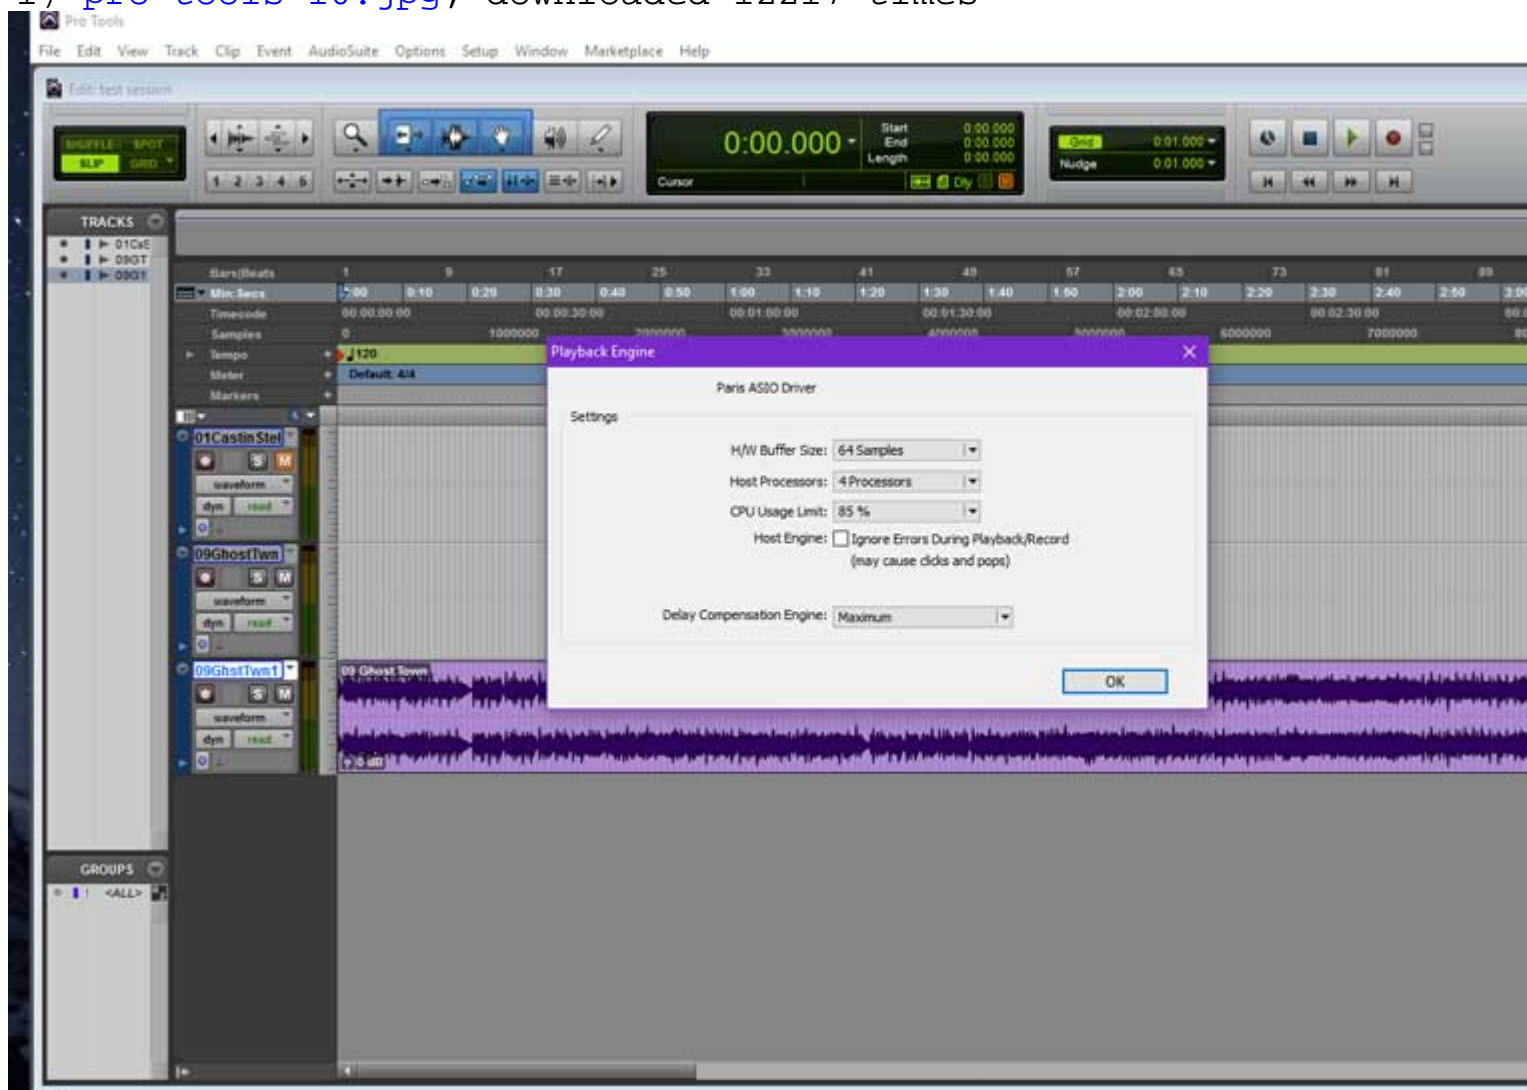 1) pro tools 10.jpg, downloaded 12217 times
Pro Tools
File Edit View Track Clip Event AudioSuite Options Setup Window Marketplace Help
Edit: test session
SHUFFLE SPOT
SLIP GRID
1 2 3 4 5
0:00.000
Start 0:00.000
End 0:00.000
Length 0:00.000
Cursor
Dly
Grid 0:01.000
Nudge 0:01.000
TRACKS
01CaS
09GT
09GT
Bars|Beats 1 9 17 25 33 41 49 57 65 73 81 89
Min:Secs 0:00 0:10 0:20 0:30 0:40 0:50 1:00 1:10 1:20 1:30 1:40 1:50 2:00 2:10 2:20 2:30 2:40 2:50 3:00
Timecode 00:00:00:00 00:00:30:00 00:01:00:00 00:01:30:00 00:02:00:00 00:02:30:00
Samples 0 1000000 2000000 3000000 4000000 5000000 6000000 7000000
Tempo 120
Meter Default: 4/4
Markers
Playback Engine
Paris ASIO Driver
Settings
H/W Buffer Size: 64 Samples
Host Processors: 4 Processors
CPU Usage Limit: 85 %
Host Engine: Ignore Errors During Playback/Record
(may cause clicks and pops)
Delay Compensation Engine: Maximum
OK
01CastinStel
S M
waveform
dyn read
09GhostTwn
S M
waveform
dyn read
09GhstTwn1
S M
waveform
dyn read
09 Ghost Town
0 dB
GROUPS
! <ALL>